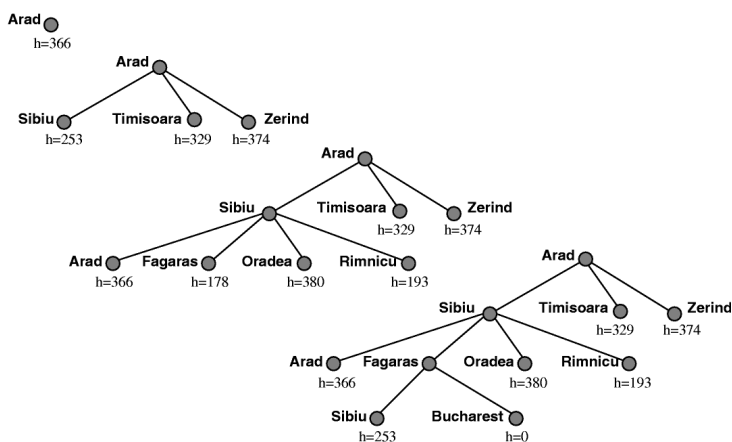 Arad
h=366
Arad
Sibiu Timisoara Zerind
h=253 h=329 h=374
Arad
Sibiu Timisoara Zerind
h=329 h=374
Arad Fagaras Oradea Rimnicu
h=366 h=178 h=380 h=193
Arad
Sibiu Timisoara Zerind
h=329 h=374
Arad Fagaras Oradea Rimnicu
h=366 h=380 h=193
Sibiu Bucharest
h=253 h=0